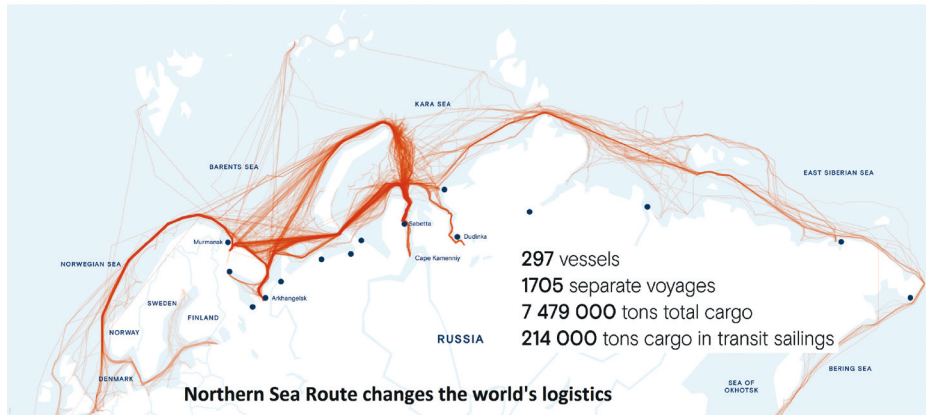 KARA SEA
BARENTS SEA
EAST SIBERIAN SEA
Sabetta
Murmansk
Dudinka
NORWEGIAN SEA
Cape Kamenniy
297 vessels
1705 separate voyages
7 479 000 tons total cargo
214 000 tons cargo in transit sailings
SWEDEN
Arkhangelsk
FINLAND
NORWAY
RUSSIA
DENMARK
BERING SEA
SEA OF
OKHOTSK
Northern Sea Route changes the world's logistics